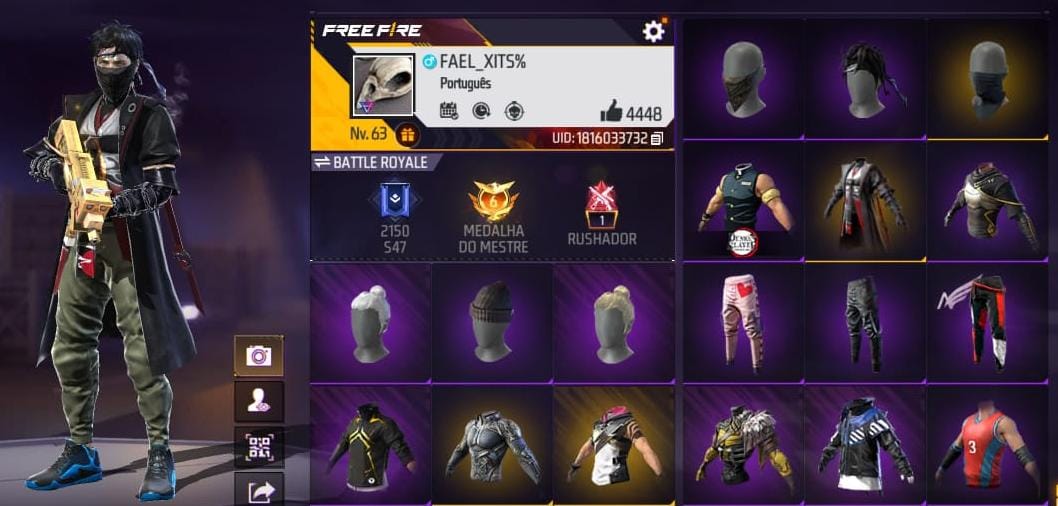 FREE FIRE
FAEL_XITS%
Português
4448
Nv. 63
UID:1816033732
BATTLE ROYALE
2150
S47
6
MEDALHA
DO MESTRE
1
RUSHADOR
3